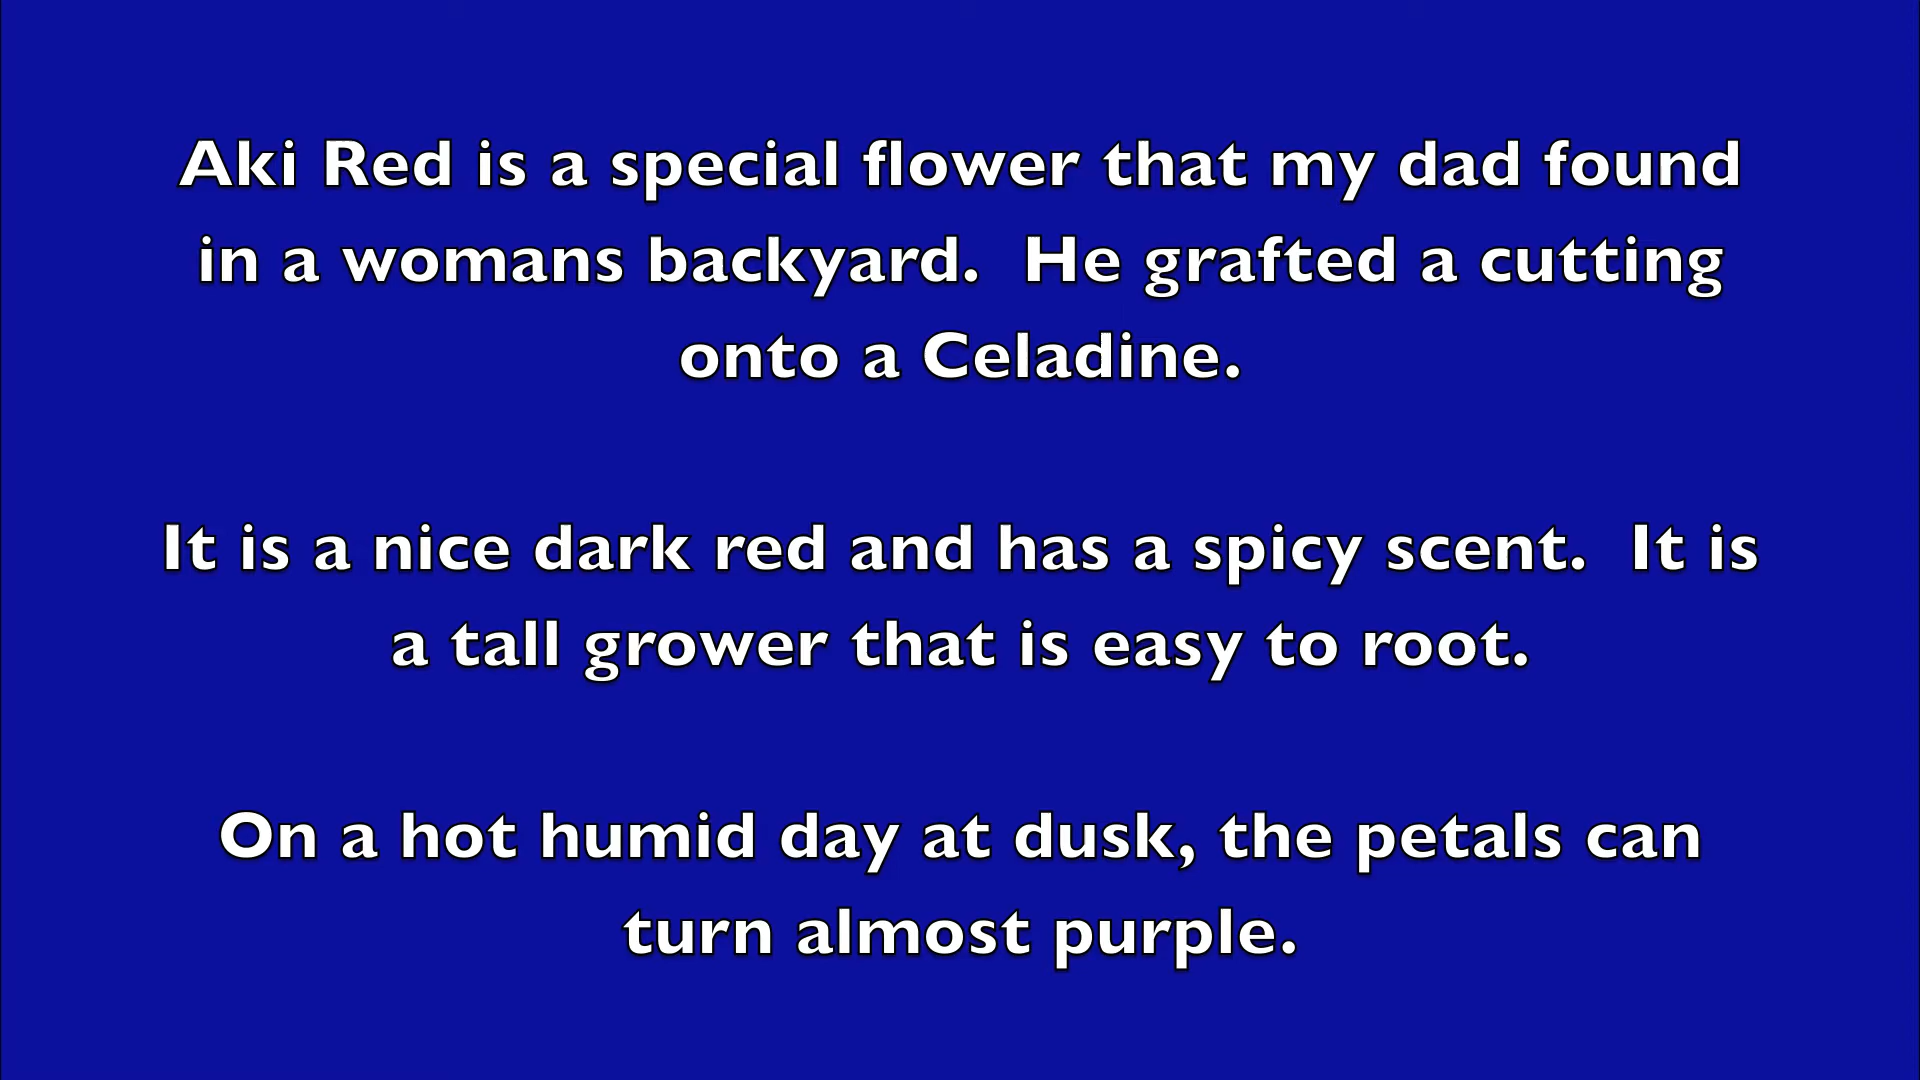 Aki Red is a special flower that my dad found
in a womans backyard.  He grafted a cutting
onto a Celadine.
It is a nice dark red and has a spicy scent.  It is
a tall grower that is easy to root.
On a hot humid day at dusk, the petals can
turn almost purple.